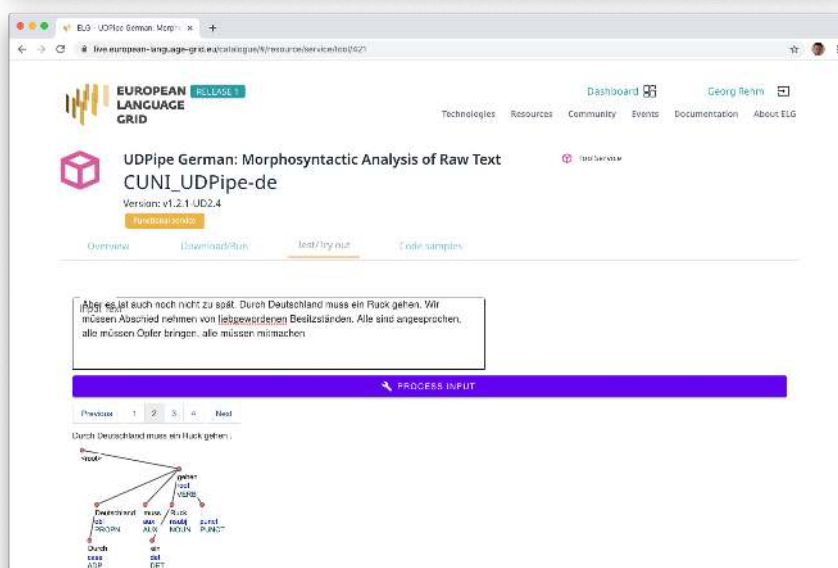 ELG - UDPipe German: Morph
live.european-language-grid.eu/catalogue/#/resource/service/tool/421
EUROPEAN RELEASE 1
LANGUAGE
GRID
Dashboard
Georg Rehm
Technologies Resources Community Events Documentation About ELG
UDPipe German: Morphosyntactic Analysis of Raw Text
Tool Service
CUNI_UDPipe-de
Version: v1.2.1-UD2.4
Functional service
Overview Download/Run Test/Try out Code samples
Input Text
Aber es ist auch noch nicht zu spät. Durch Deutschland muss ein Ruck gehen. Wir
müssen Abschied nehmen von liebgewordenen Besitzständen. Alle sind angesprochen,
alle müssen Opfer bringen, alle müssen mitmachen
PROCESS INPUT
Previous 1 2 3 4 Next
Durch Deutschland muss ein Ruck gehen .
<root>
gehen
root
VERB
Deutschland muss Ruck .
obl aux nsubj punct
PROPN AUX NOUN PUNCT
Durch ein
case det
ADP DET